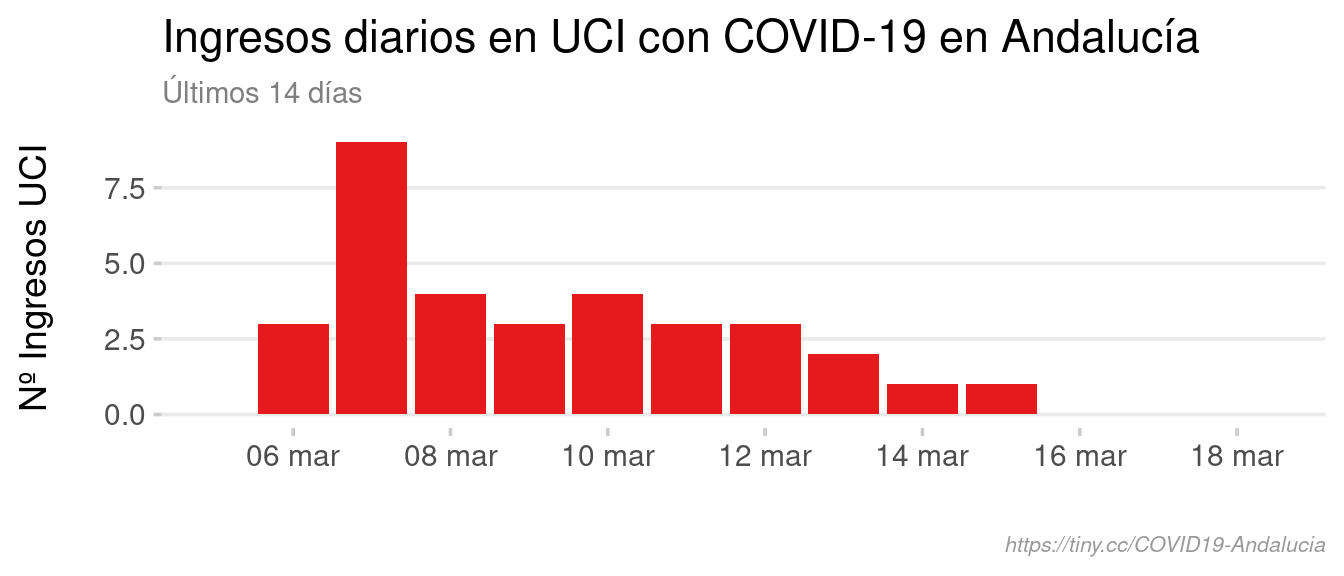 Ingresos diarios en UCI con COVID-19 en Andalucía
Últimos 14 días
Nº Ingresos UCI
7.5
5.0
2.5
0.0
06 mar 08 mar 10 mar 12 mar 14 mar 16 mar 18 mar
https://tiny.cc/COVID19-Andalucia